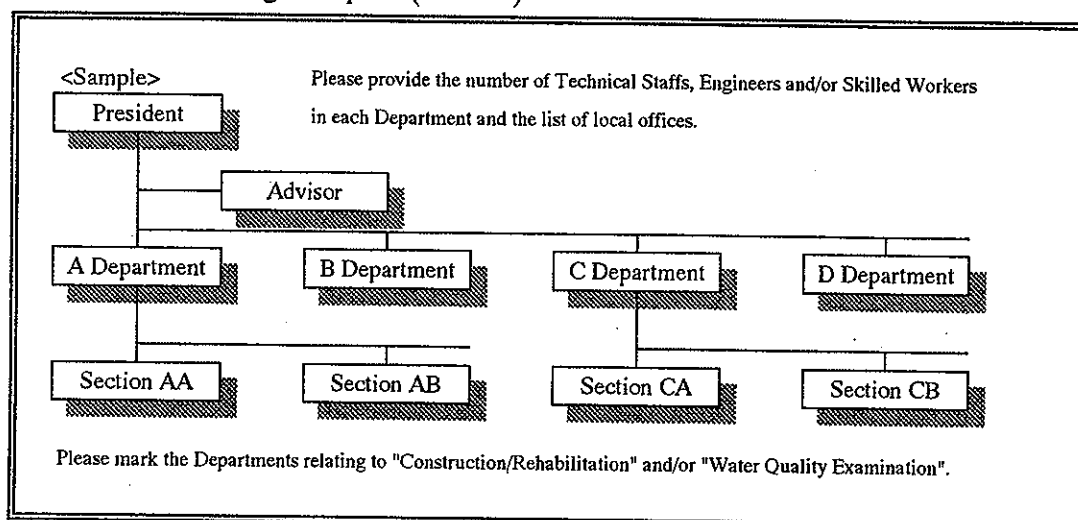 <Sample>
Please provide the number of Technical Staffs, Engineers and/or Skilled Workers
President
in each Department and the list of local offices.
Advisor
A Department
B Department
C Department
D Department
Section AA
Section AB
Section CA
Section CB
Please mark the Departments relating to "Construction/Rehabilitation" and/or "Water Quality Examination".